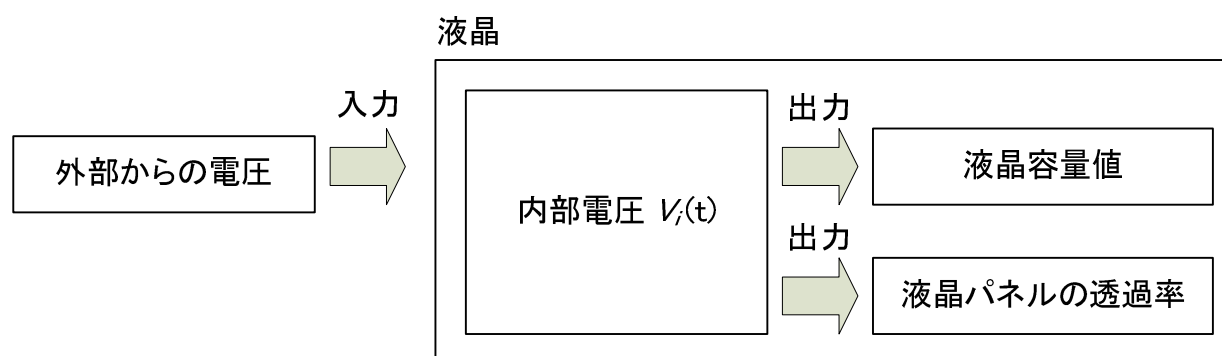 液晶
入力
外部からの電圧
内部電圧 Vi(t)
出力
液晶容量値
出力
液晶パネルの透過率